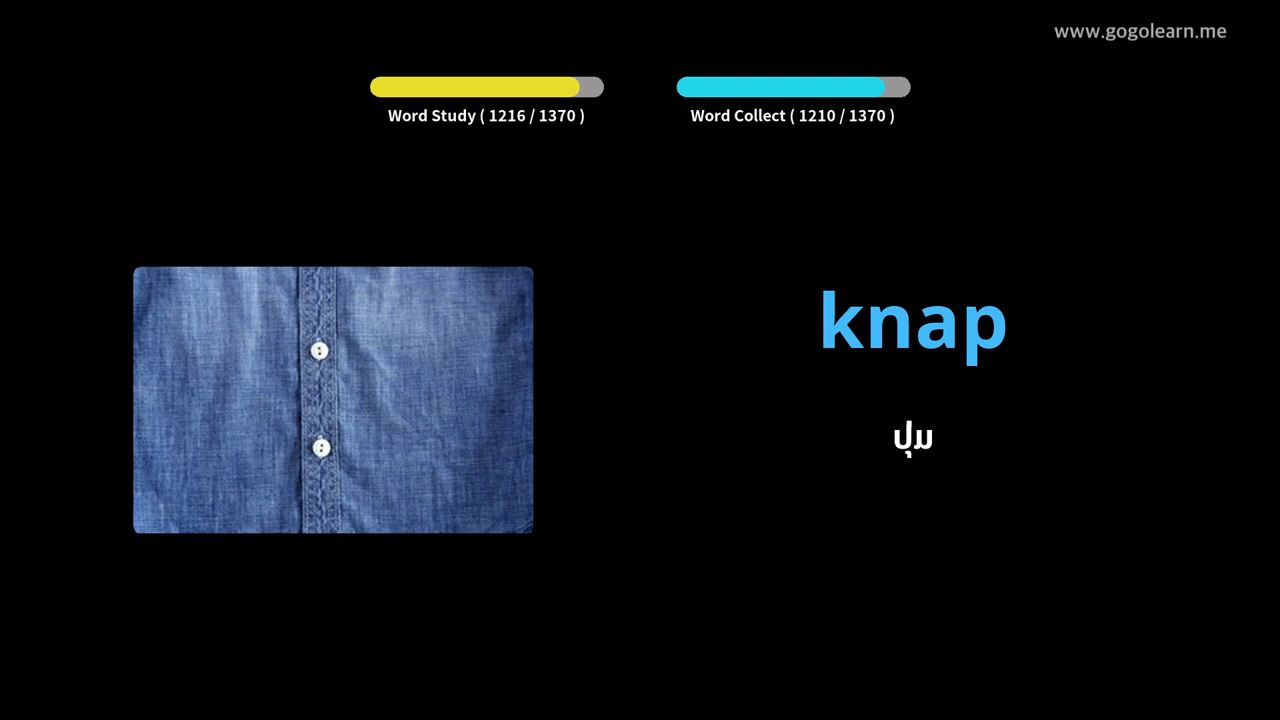 www.gogolearn.me
Word Study ( 1216 / 1370 )
Word Collect ( 1210 / 1370 )
knap
ปุ่ม